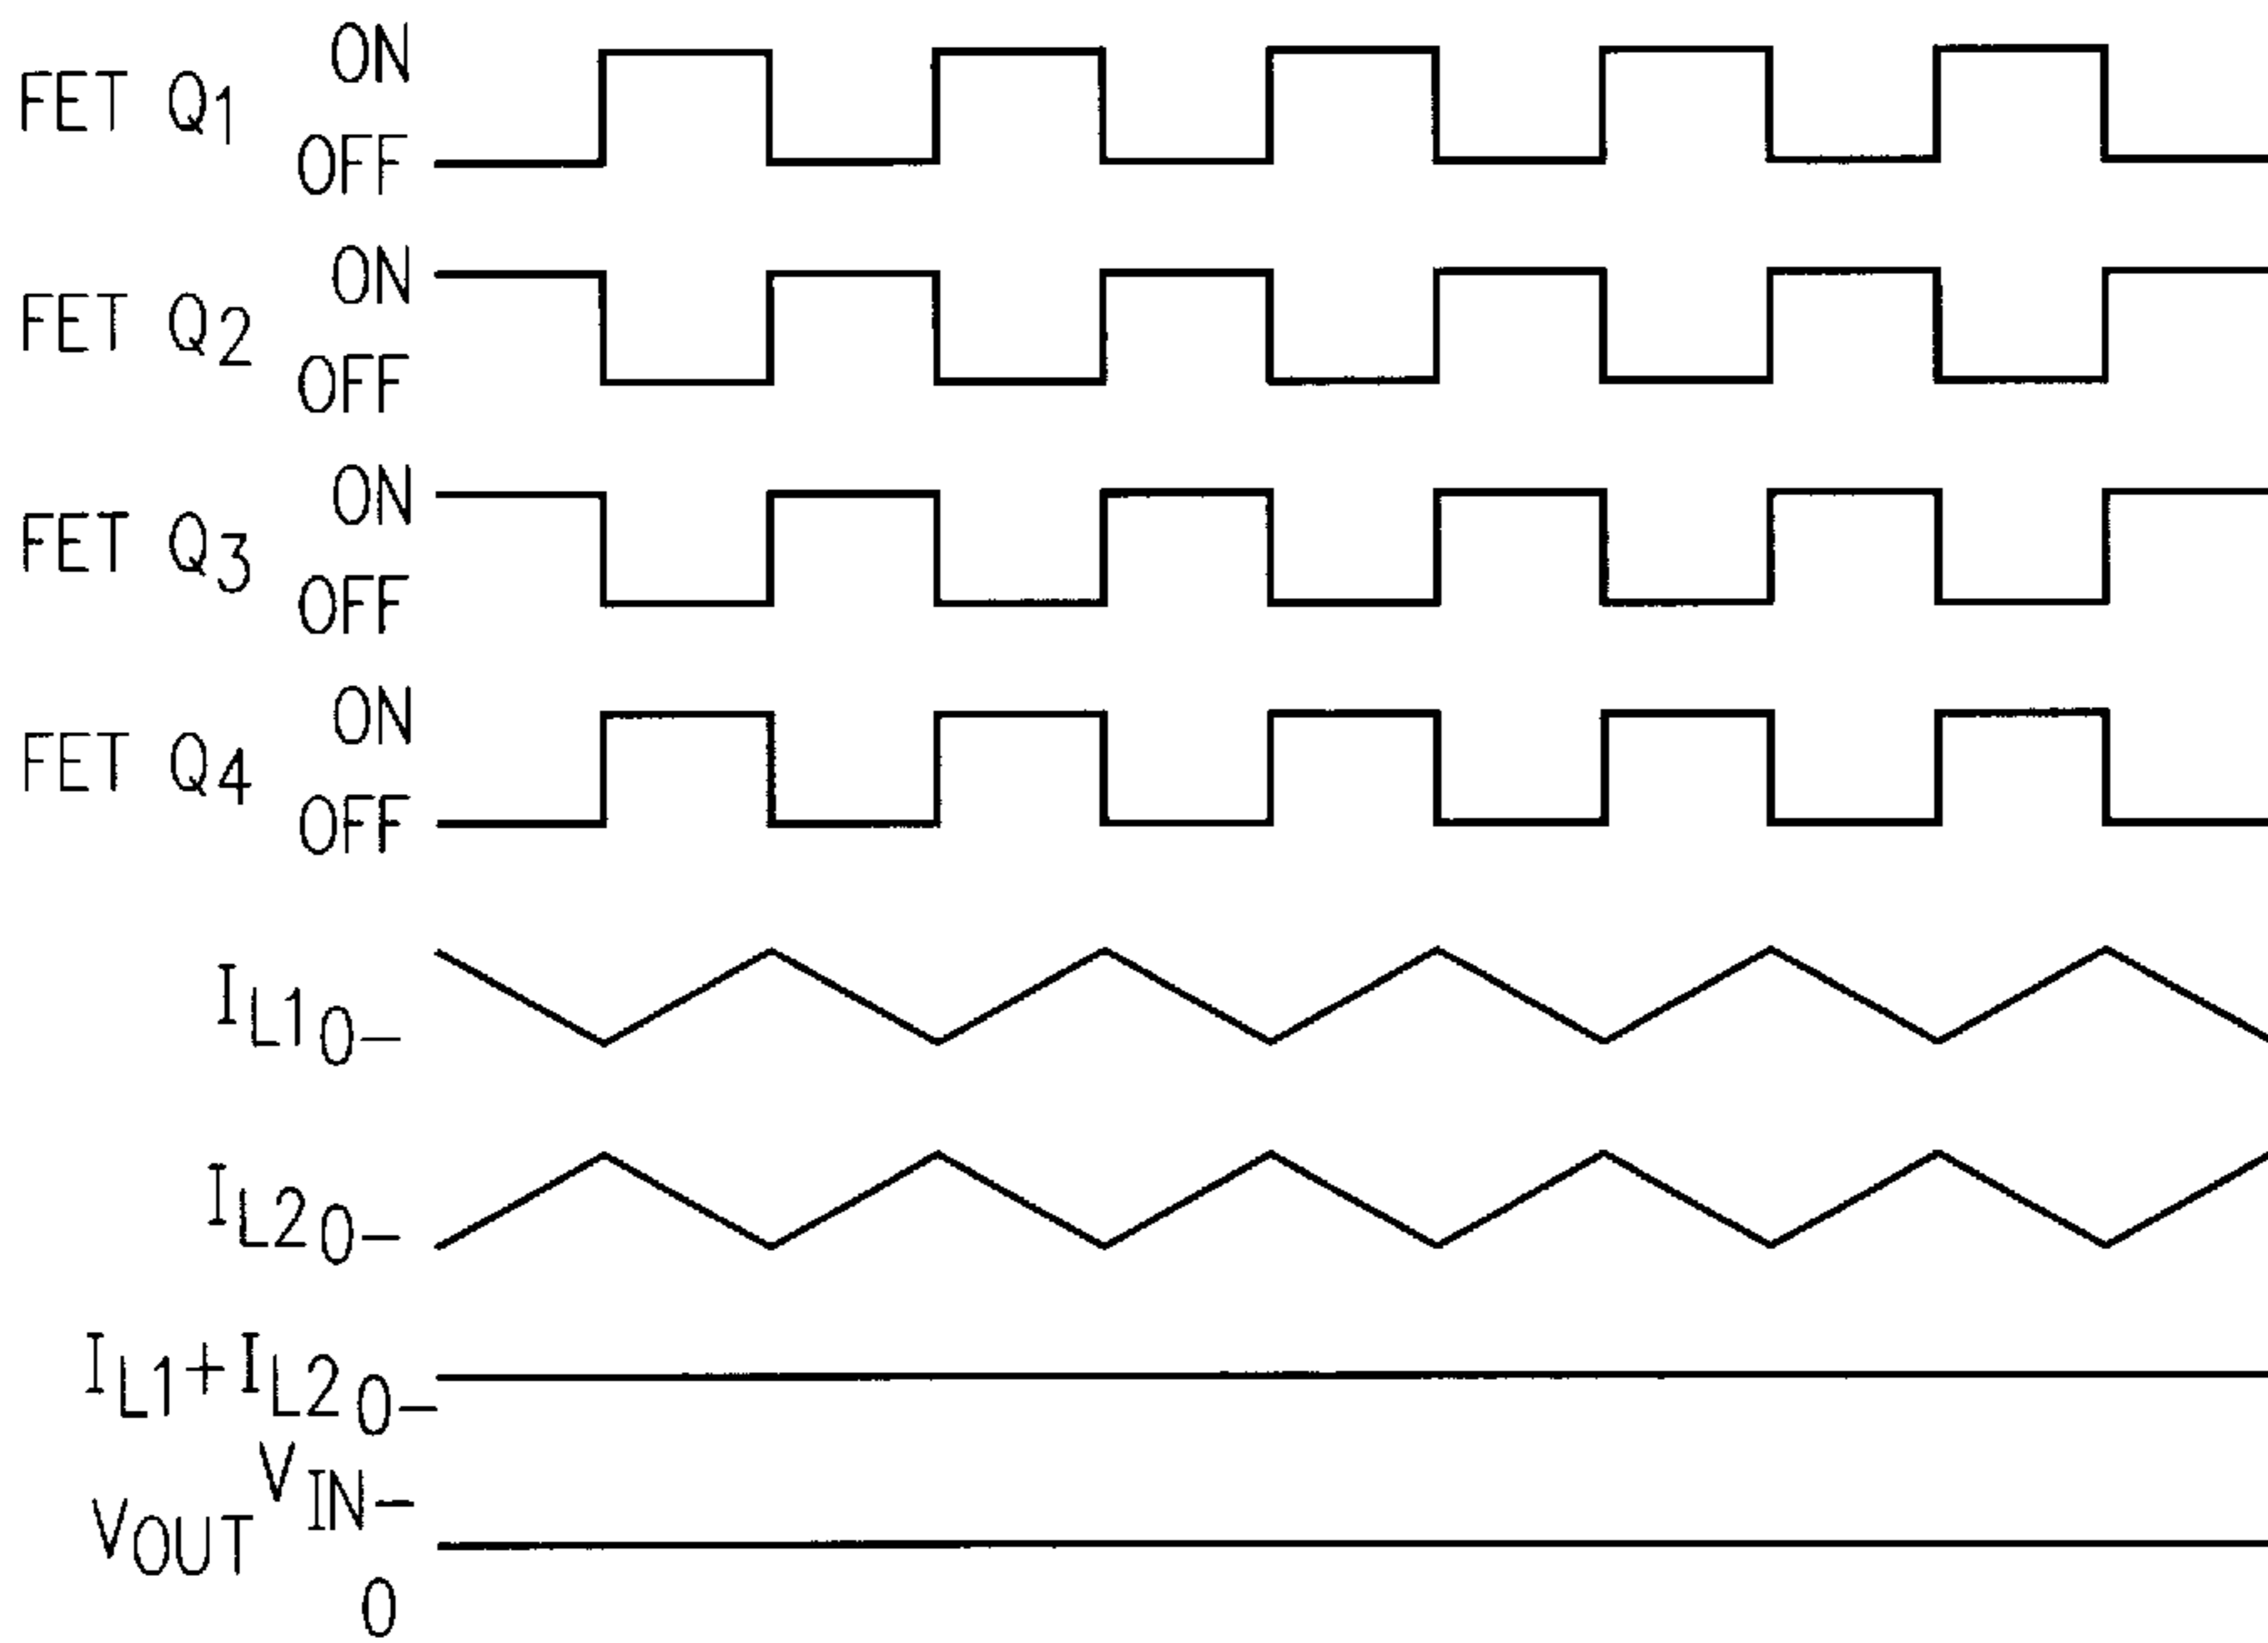 ON
FET Q1
OFF
ON
FET Q2
OFF
ON
FET Q3
OFF
ON
FET Q4
OFF
IL1 0-
IL2 0-
IL1+IL2 0-
VIN-
VOUT
0